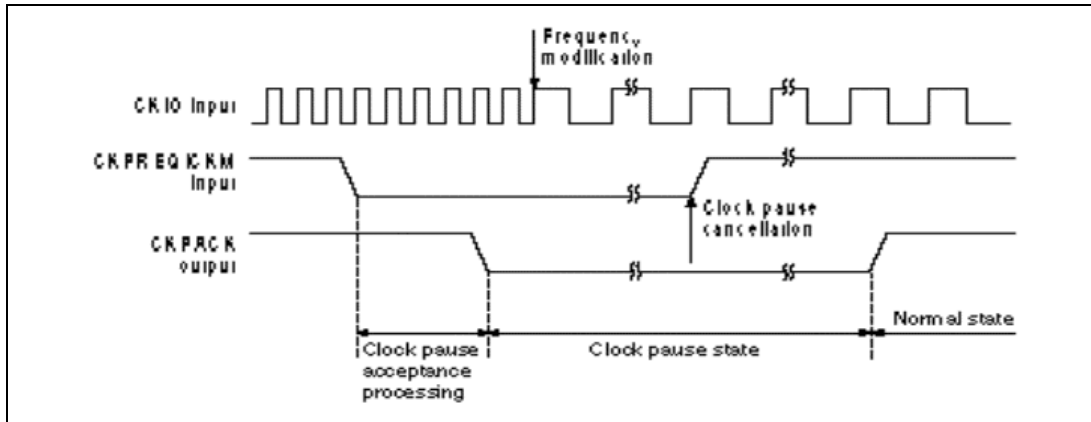 Frequency
modification
CKIO Input
CKPREQ/CKM
Input
Clock pause
cancellation
CKPACK
output
Normal state
Clock pause
acceptance
processing
Clock pause state